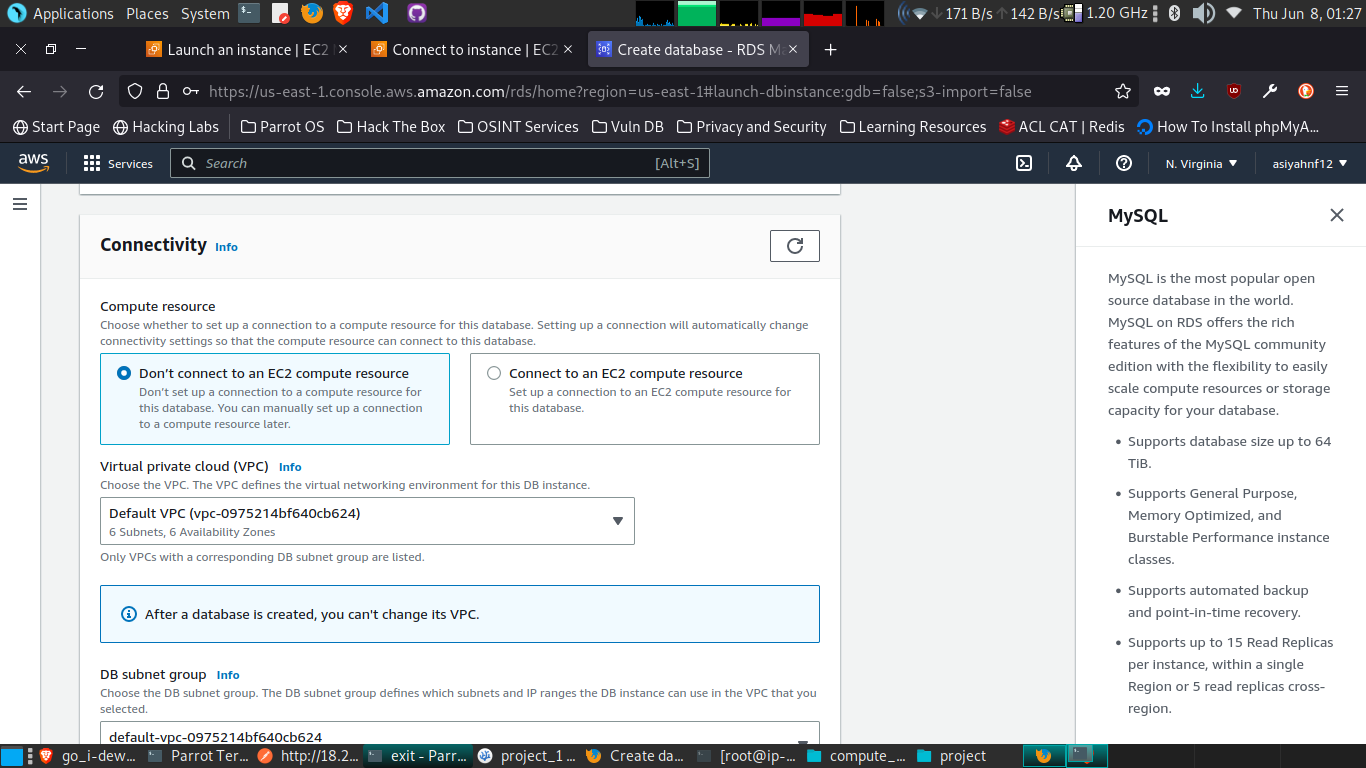 Applications Places System 171 B/s 142 B/s 1.20 GHz Thu Jun 8, 01:27
Launch an instance | EC2 Connect to instance | EC2 Create database - RDS M
https://us-east-1.console.aws.amazon.com/rds/home?region=us-east-1#launch-dbinstance:gdb=false;s3-import=false
Start Page Hacking Labs Parrot OS Hack The Box OSINT Services Vuln DB Privacy and Security Learning Resources ACL CAT | Redis How To Install phpMyA...
aws Services Search [Alt+S] N. Virginia asiyahnf12
Connectivity Info
Compute resource
Choose whether to set up a connection to a compute resource for this database. Setting up a connection will automatically change
connectivity settings so that the compute resource can connect to this database.
Don't connect to an EC2 compute resource
Don't set up a connection to a compute resource for
this database. You can manually set up a connection
to a compute resource later.
Connect to an EC2 compute resource
Set up a connection to an EC2 compute resource for
this database.
Virtual private cloud (VPC) Info
Choose the VPC. The VPC defines the virtual networking environment for this DB instance.
Default VPC (vpc-0975214bf640cb624)
6 Subnets, 6 Availability Zones
Only VPCs with a corresponding DB subnet group are listed.
After a database is created, you can't change its VPC.
DB subnet group Info
Choose the DB subnet group. The DB subnet group defines which subnets and IP ranges the DB instance can use in the VPC that you
selected.
default-vpc-0975214bf640cb624
MySQL
MySQL is the most popular open
source database in the world.
MySQL on RDS offers the rich
features of the MySQL community
edition with the flexibility to easily
scale compute resources or storage
capacity for your database.
• Supports database size up to 64
TiB.
• Supports General Purpose,
Memory Optimized, and
Burstable Performance instance
classes.
• Supports automated backup
and point-in-time recovery.
• Supports up to 15 Read Replicas
per instance, within a single
Region or 5 read replicas cross-
region.
go_i-dew... Parrot Ter... http://18.2... exit - Parr... project_1 ... Create da... [root@ip-... compute_... project